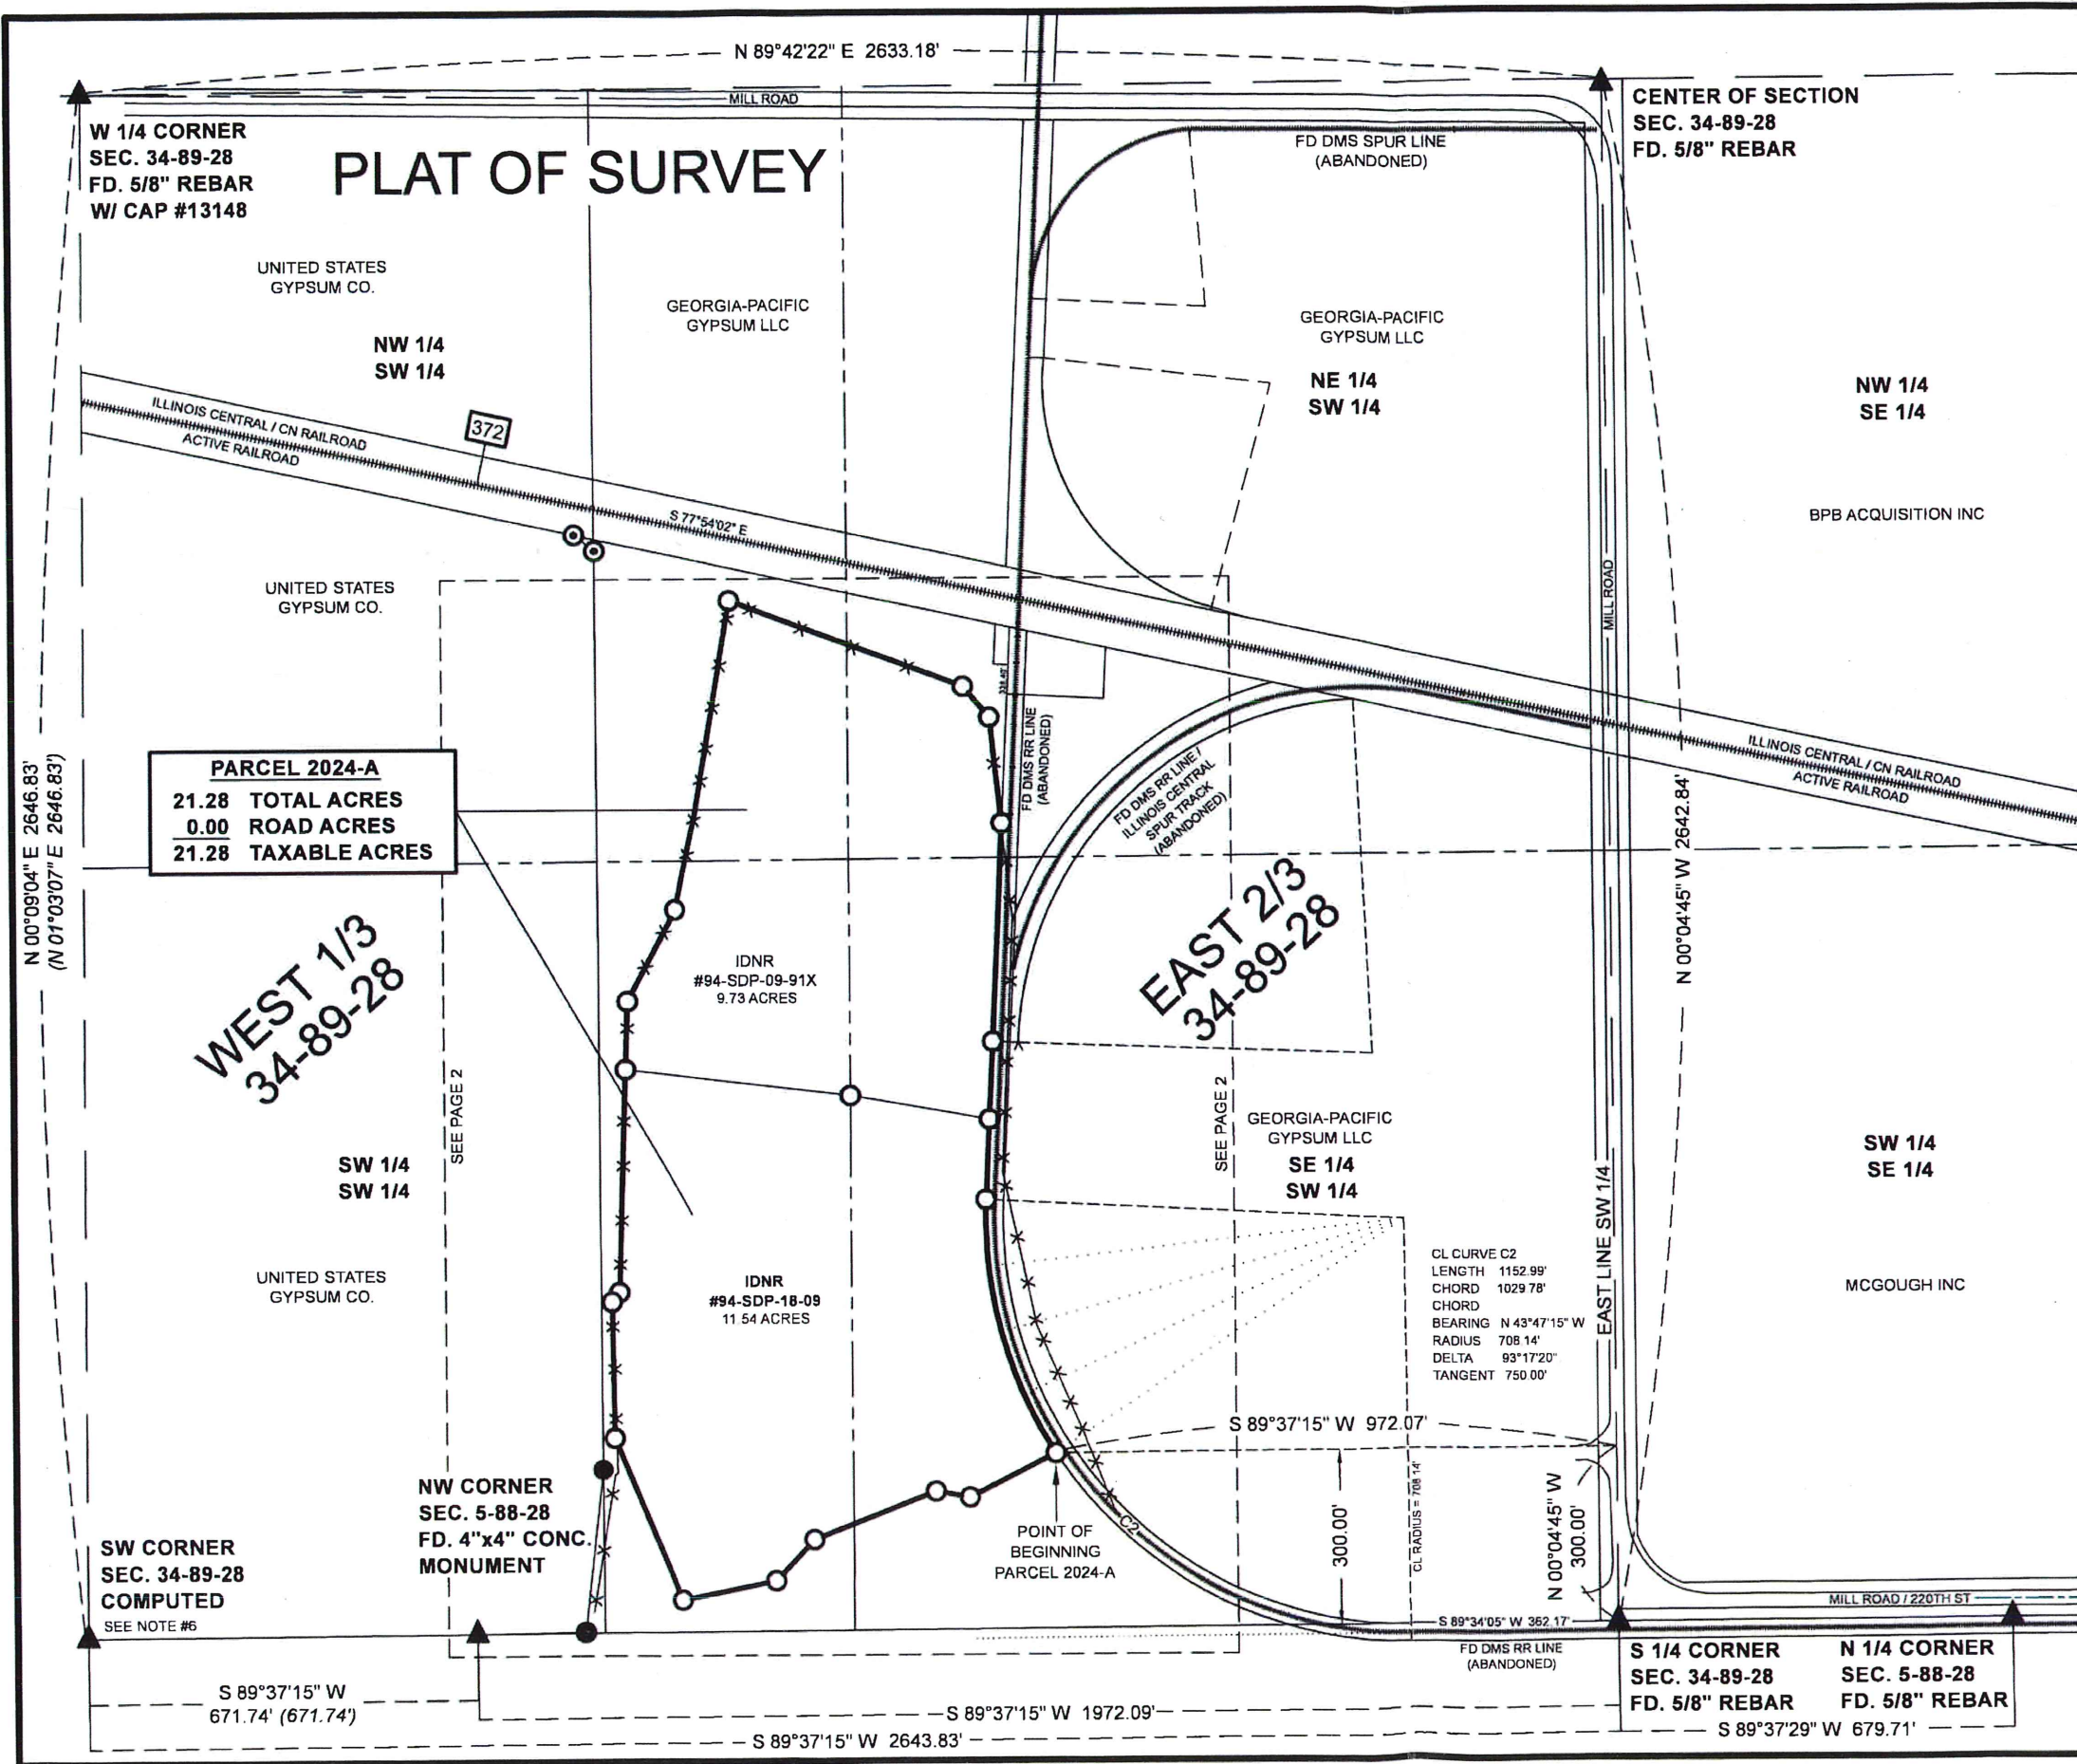 N 89°42'22" E 2633.18'
MILL ROAD
W 1/4 CORNER
SEC. 34-89-28
FD. 5/8" REBAR
W/ CAP #13148
PLAT OF SURVEY
FD DMS SPUR LINE
(ABANDONED)
CENTER OF SECTION
SEC. 34-89-28
FD. 5/8" REBAR
UNITED STATES
GYPSUM CO.
GEORGIA-PACIFIC
GYPSUM LLC
GEORGIA-PACIFIC
GYPSUM LLC
NW 1/4
SW 1/4
NE 1/4
SW 1/4
NW 1/4
SE 1/4
ILLINOIS CENTRAL / CN RAILROAD
ACTIVE RAILROAD
372
S 77°54'02" E
BPB ACQUISITION INC
MILL ROAD
UNITED STATES
GYPSUM CO.
338.40'
FD DMS RR LINE
(ABANDONED)
FD DMS RR LINE /
ILLINOIS CENTRAL
SPUR TRACK
(ABANDONED)
ILLINOIS CENTRAL / CN RAILROAD
ACTIVE RAILROAD
N 00°09'04" E 2646.83'
(N 01°03'07" E 2646.83')
PARCEL 2024-A
21.28 TOTAL ACRES
0.00 ROAD ACRES
21.28 TAXABLE ACRES
N 00°04'45" W 2642.84'
WEST 1/3
34-89-28
EAST 2/3
34-89-28
IDNR
#94-SDP-09-91X
9.73 ACRES
SEE PAGE 2
SEE PAGE 2
GEORGIA-PACIFIC
GYPSUM LLC
SE 1/4
SW 1/4
SW 1/4
SW 1/4
SW 1/4
SE 1/4
EAST LINE SW 1/4
UNITED STATES
GYPSUM CO.
IDNR
#94-SDP-18-09
11.54 ACRES
CL CURVE C2
LENGTH 1152.99'
CHORD 1029.78'
CHORD
BEARING N 43°47'15" W
RADIUS 708.14'
DELTA 93°17'20"
TANGENT 750.00'
MCGOUGH INC
S 89°37'15" W 972.07'
CL RADIUS = 708.14'
300.00'
N 00°04'45" W
300.00'
C2
NW CORNER
SEC. 5-88-28
FD. 4"x4" CONC.
MONUMENT
POINT OF
BEGINNING
PARCEL 2024-A
SW CORNER
SEC. 34-89-28
COMPUTED
SEE NOTE #6
MILL ROAD / 220TH ST
S 89°34'05" W 362.17'
FD DMS RR LINE
(ABANDONED)
S 1/4 CORNER
SEC. 34-89-28
FD. 5/8" REBAR
N 1/4 CORNER
SEC. 5-88-28
FD. 5/8" REBAR
S 89°37'15" W
671.74' (671.74')
S 89°37'15" W 1972.09'
S 89°37'29" W 679.71'
S 89°37'15" W 2643.83'